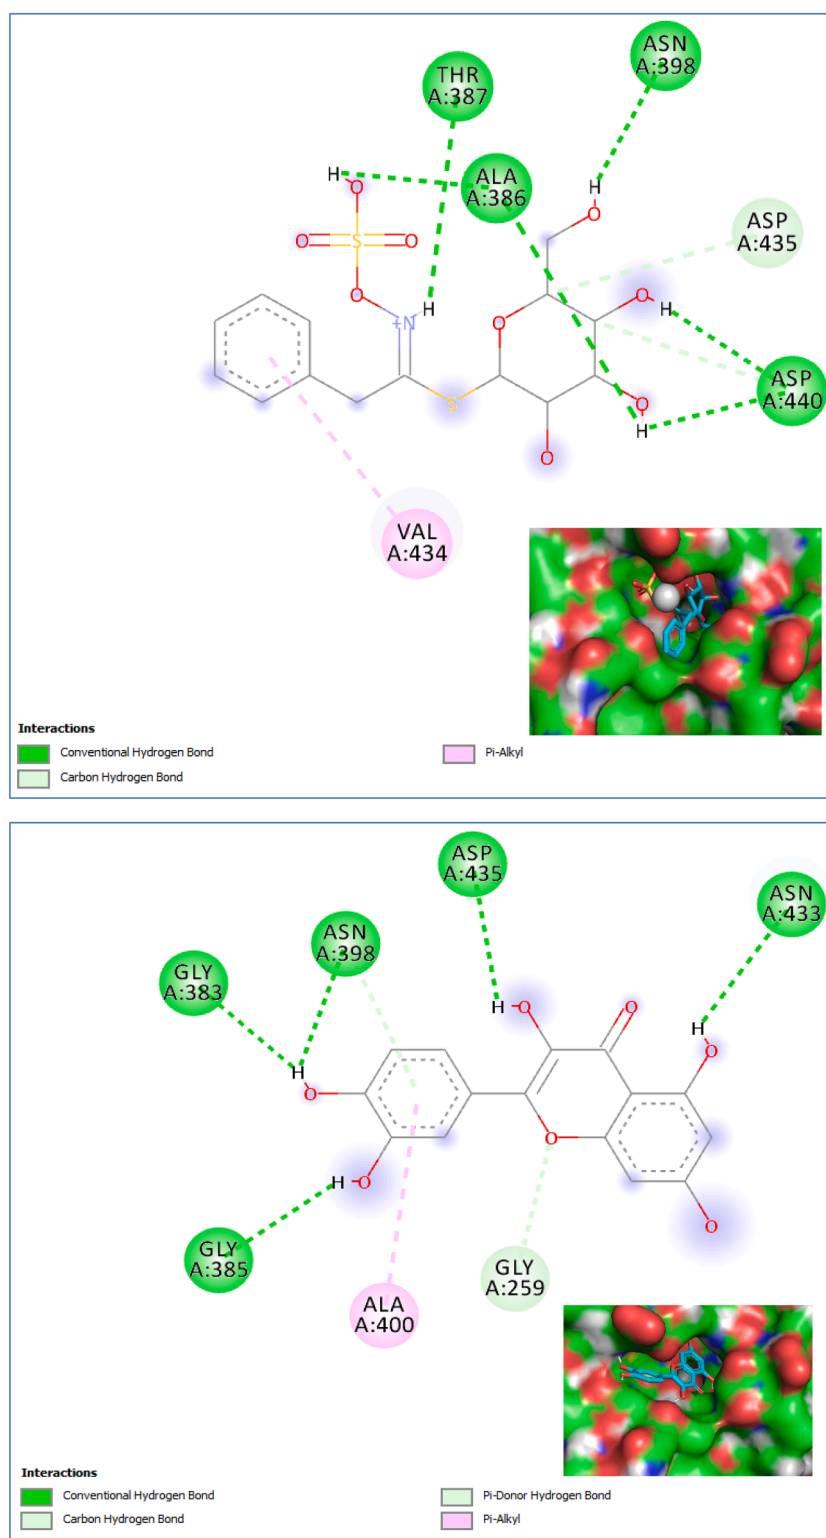 ASN
A:398
THR
A:387
H
O
ALA
A:386
H
O
O
S
O
ASP
A:435
O
H
+N
O
O
H
S
O
H
O
ASP
A:440
VAL
A:434
Interactions
Conventional Hydrogen Bond
Carbon Hydrogen Bond
Pi-Alkyl
ASP
A:435
ASN
A:433
ASN
A:398
GLY
A:383
H
O
O
H
O
H
O
H
O
O
O
GLY
A:385
GLY
A:259
ALA
A:400
Interactions
Conventional Hydrogen Bond
Carbon Hydrogen Bond
Pi-Donor Hydrogen Bond
Pi-Alkyl